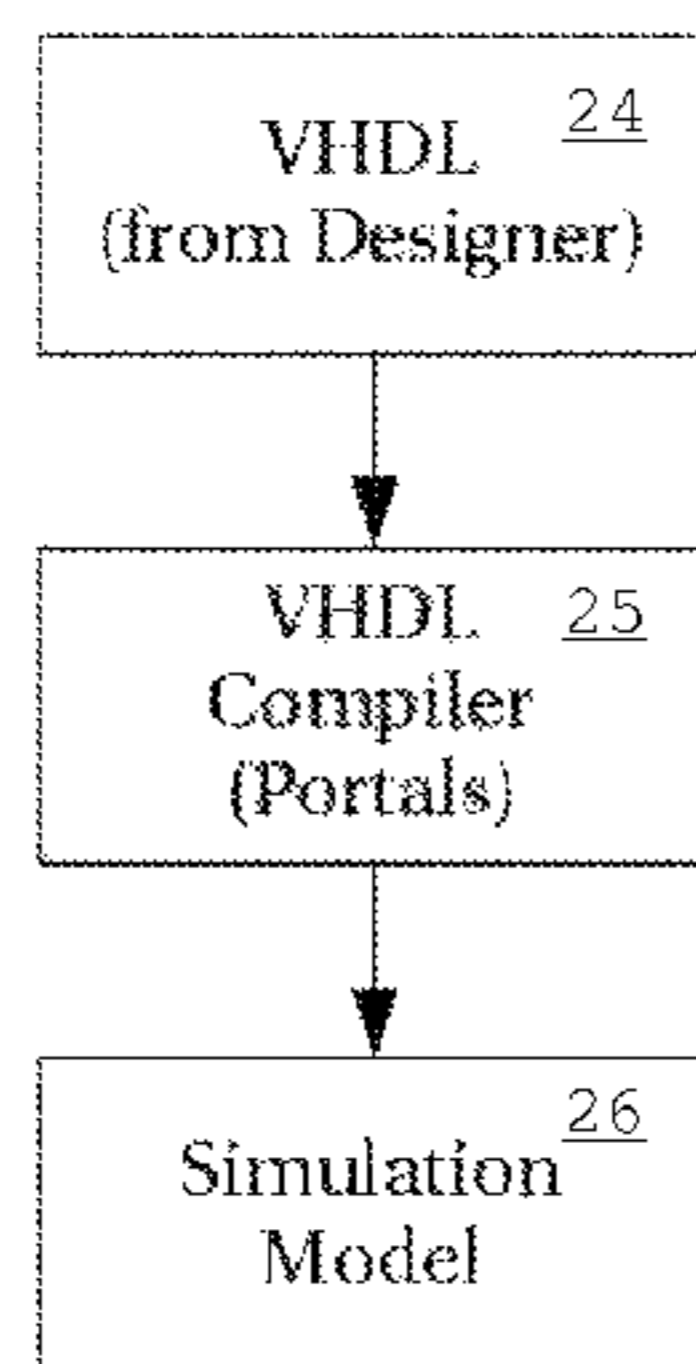 24
VHDL
(from Designer)
25
VHDL
Compiler
(Portals)
26
Simulation
Model